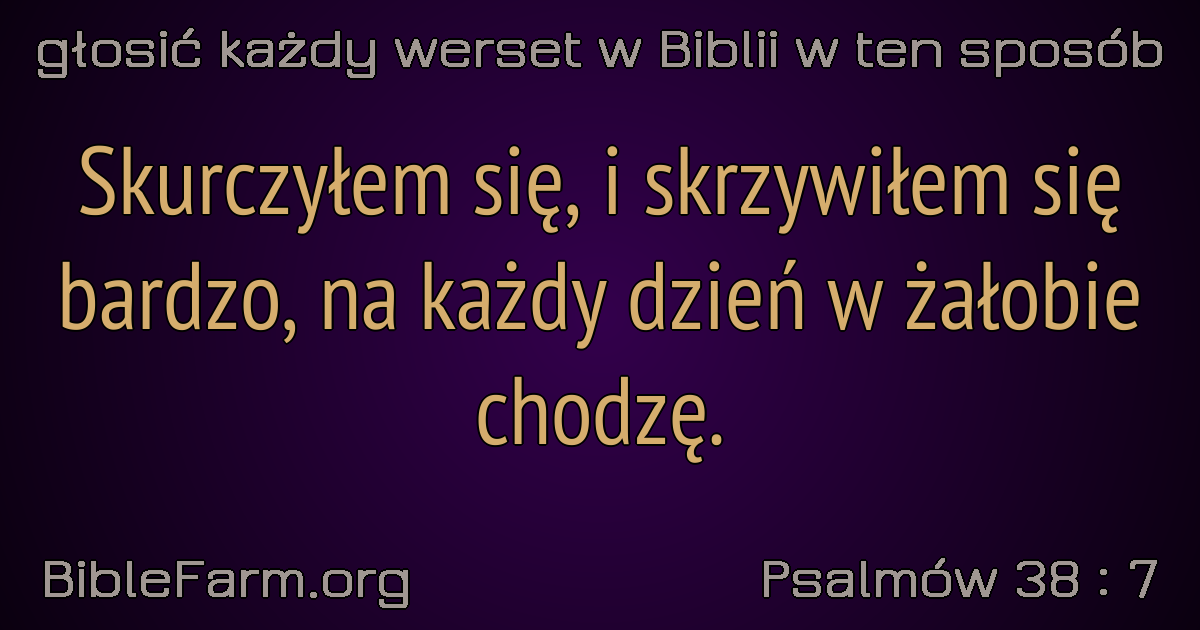 głosić każdy werset w Biblii w ten sposób
Skurczyłem się, i skrzywiłem się
bardzo, na każdy dzień w żałobie
chodzę.
BibleFarm.org
Psalmów 38 : 7